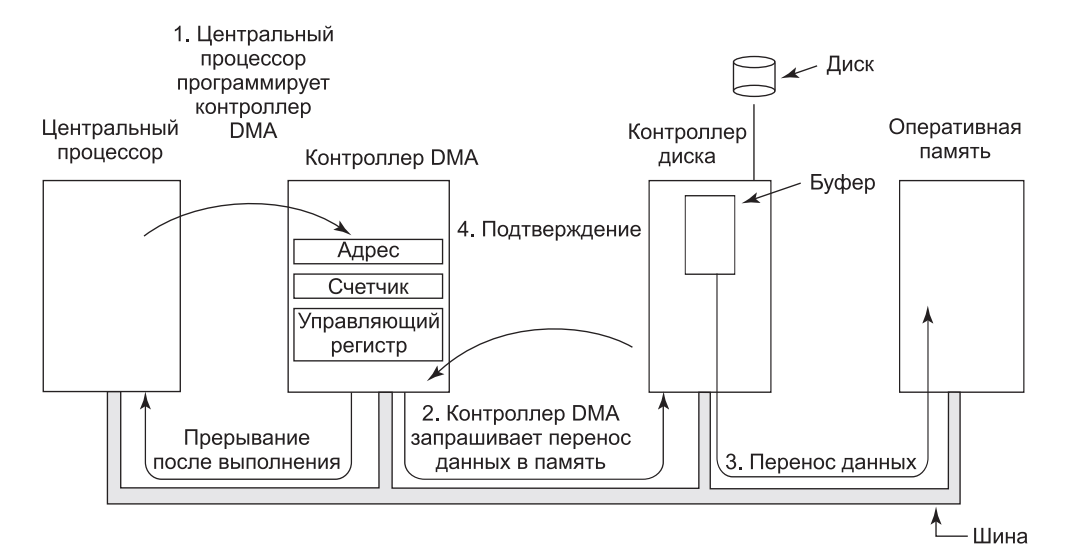 1. Центральный
процессор
программирует
контроллер
DMA
Центральный
процессор
Контроллер DMA
Диск
Контроллер
диска
Оперативная
память
Буфер
4. Подтверждение
Адрес
Счетчик
Управляющий
регистр
Прерывание
после выполнения
2. Контроллер DMA
запрашивает перенос
данных в память
3. Перенос данных
Шина